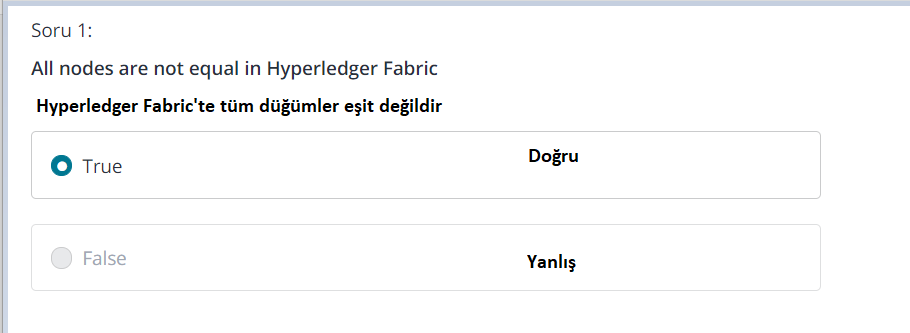 Soru 1:
All nodes are not equal in Hyperledger Fabric
Hyperledger Fabric'te tüm düğümler eşit değildir
True
Doğru
False
Yanlış